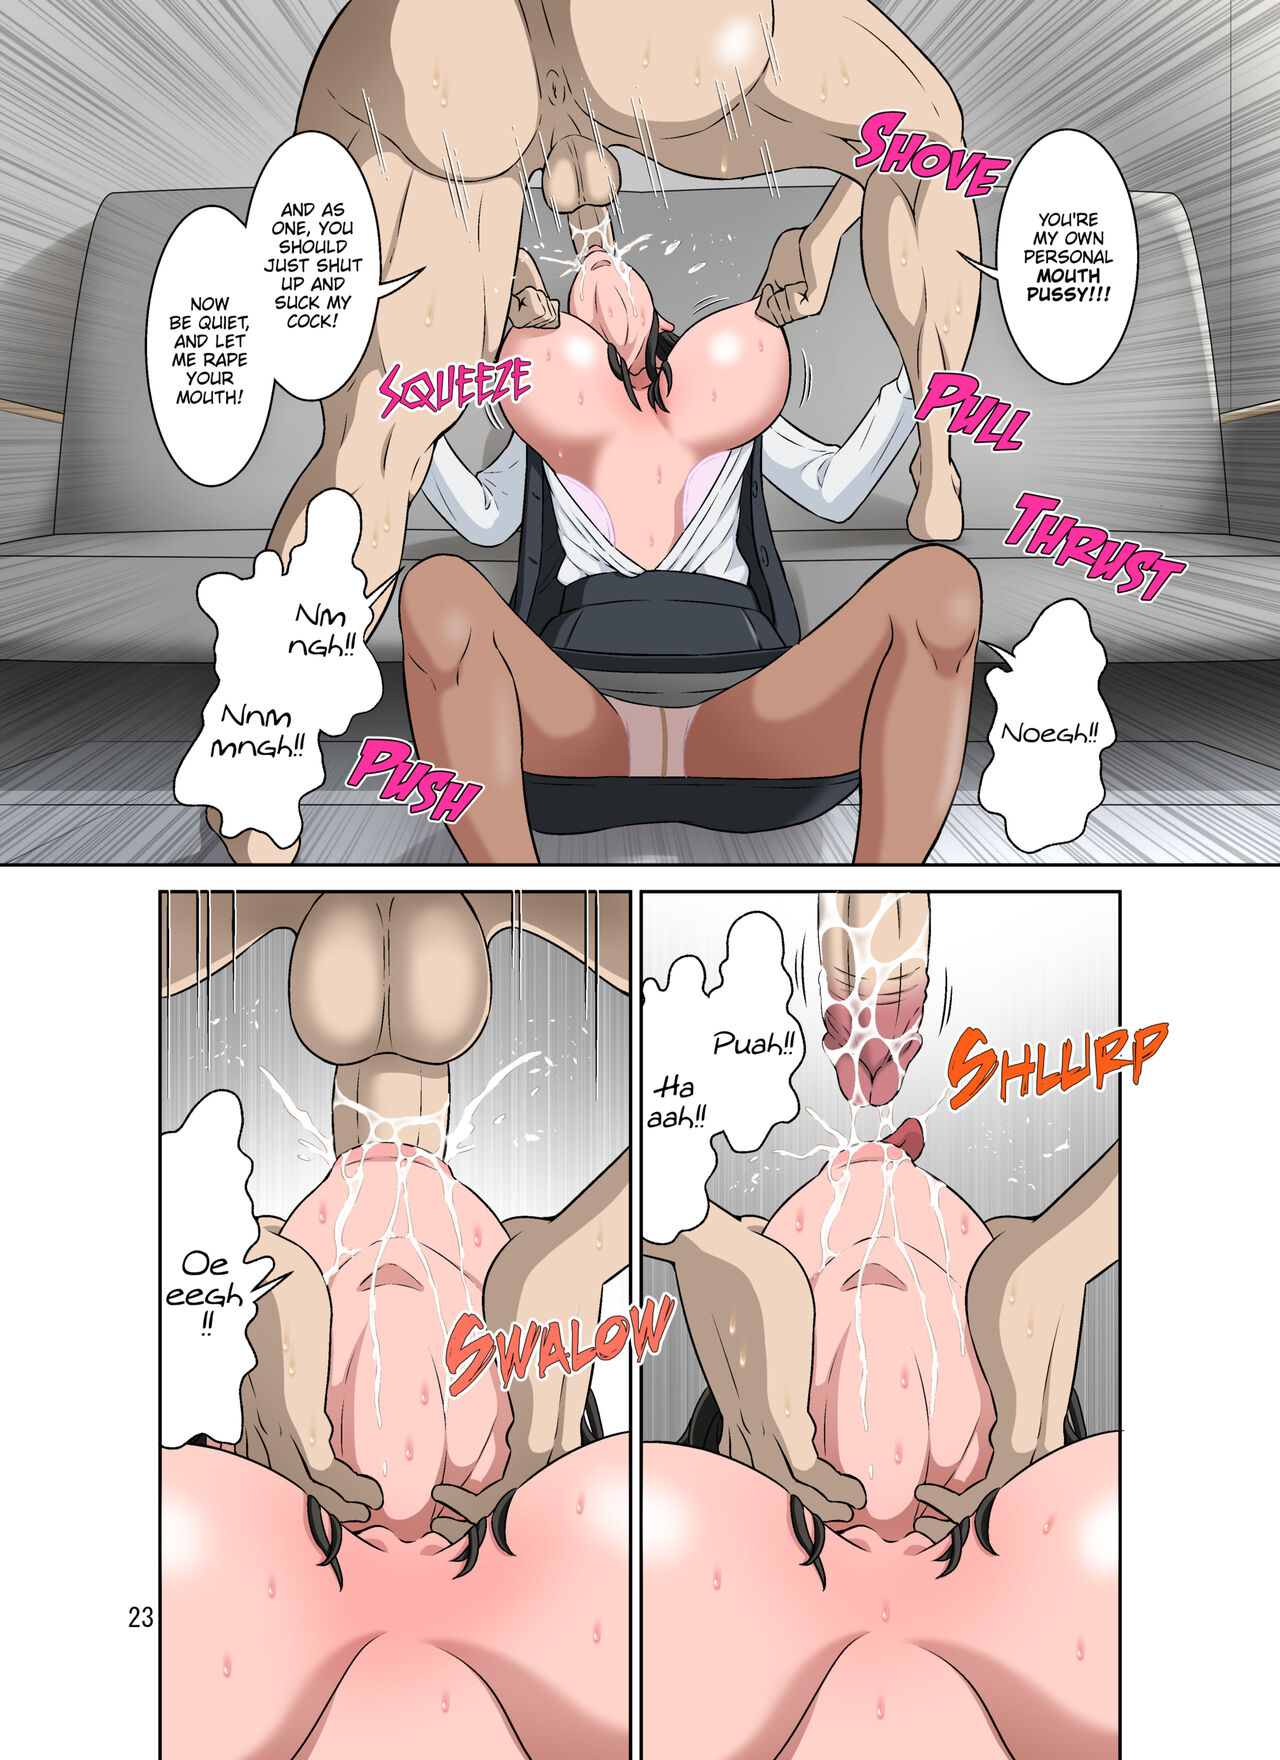 SHOVE
YOU'RE
MY OWN
PERSONAL
MOUTH
PUSSY!!!
AND AS
ONE, YOU
SHOULD
JUST SHUT
UP AND
SUCK MY
COCK!
NOW
BE QUIET,
AND LET
ME RAPE
YOUR
MOUTH!
SQUEEZE
PULL
THRUST
Nm
ngh!!
Nnm
mngh!!
Noegh!!
PUSH
Oe
eegh
!!
SWALOW
Puah!!
Ha
aah!!
SHLURP
23